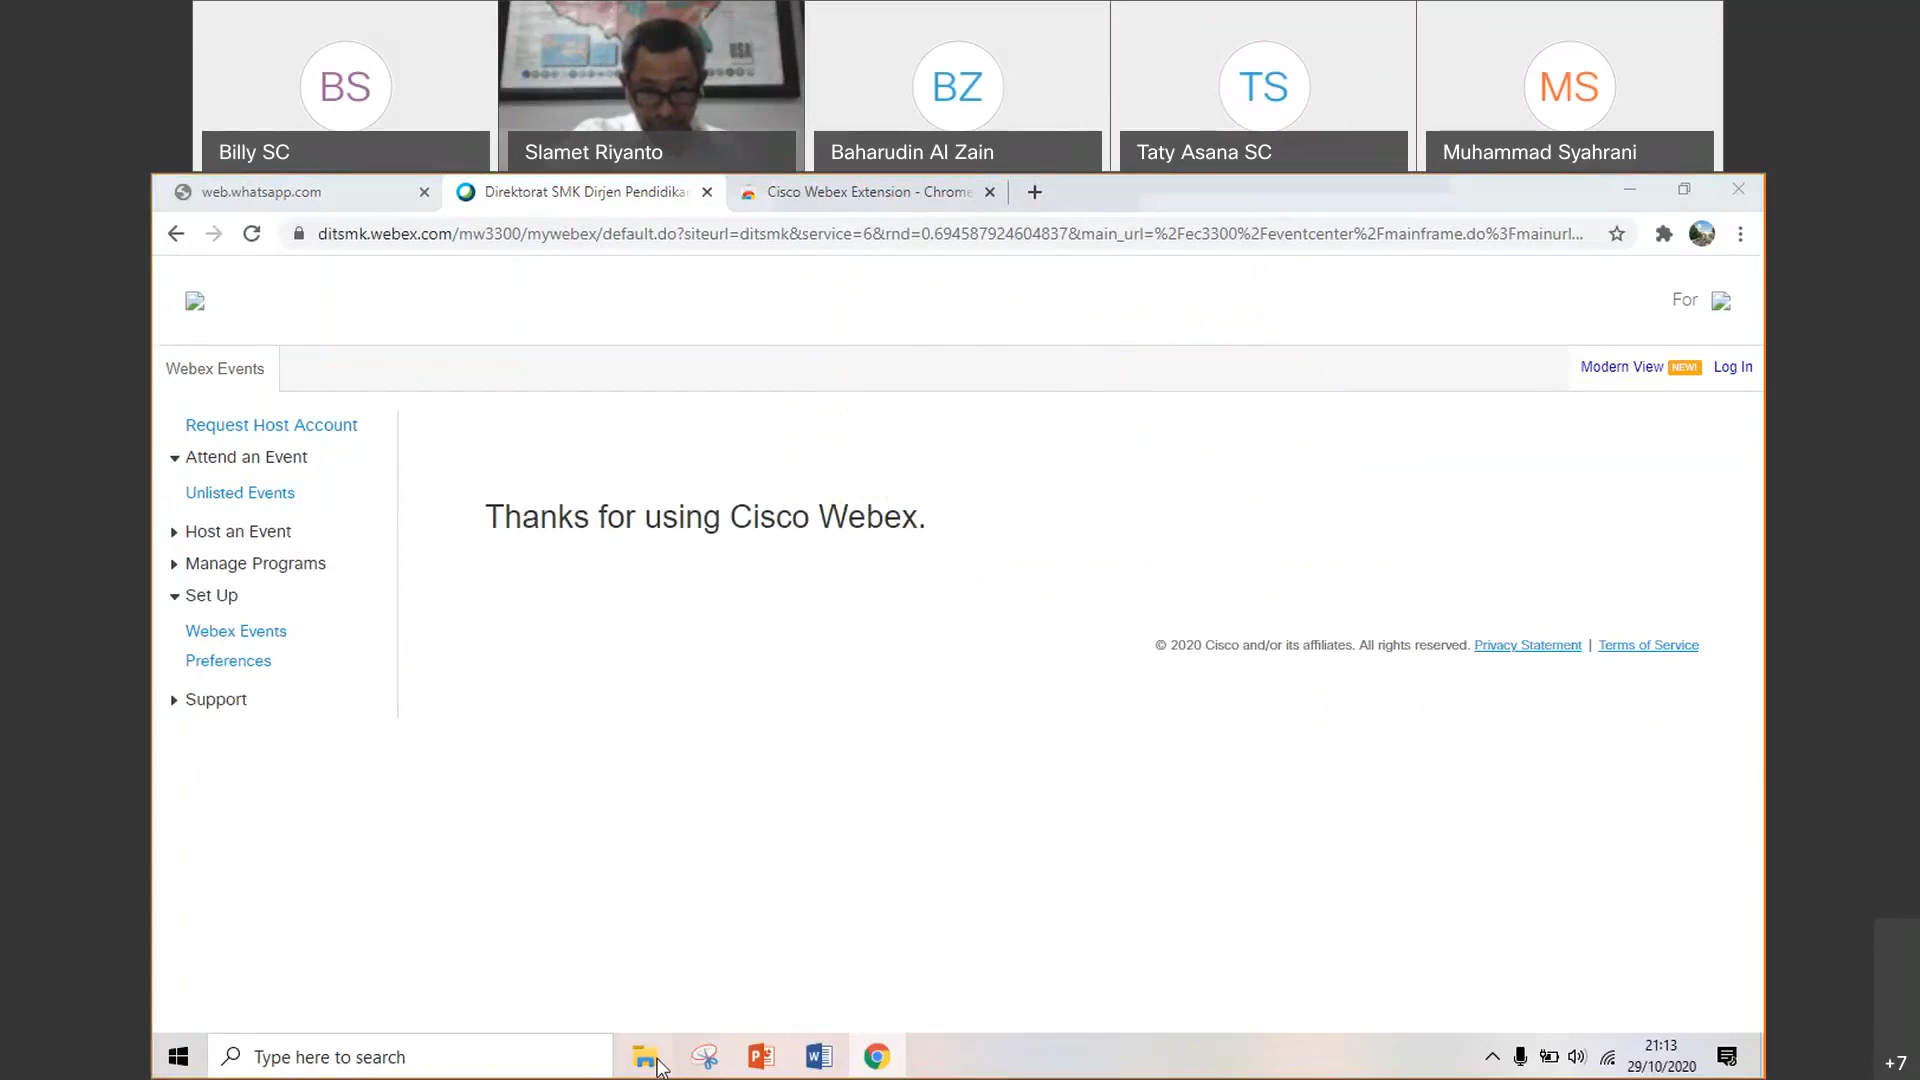 BS
USA
BZ
TS
MS
Billy SC
Slamet Riyanto
Baharudin Al Zain
Taty Asana SC
Muhammad Syahrani
web.whatsapp.com
Direktorat SMK Dirjen Pendidika
Cisco Webex Extension - Chrome
ditsmk.webex.com/mw3300/mywebex/default.do?siteurl=ditsmk&service=6&rnd=0.694587924604837&main_url=%2Fec3300%2Feventcenter%2Fmainframe.do%3Fmainurl...
For
Webex Events
Modern View NEW! Log In
Request Host Account
Attend an Event
Unlisted Events
Host an Event
Manage Programs
Set Up
Webex Events
Preferences
Support
Thanks for using Cisco Webex.
© 2020 Cisco and/or its affiliates. All rights reserved. Privacy Statement | Terms of Service
Type here to search
21:13
29/10/2020
+7